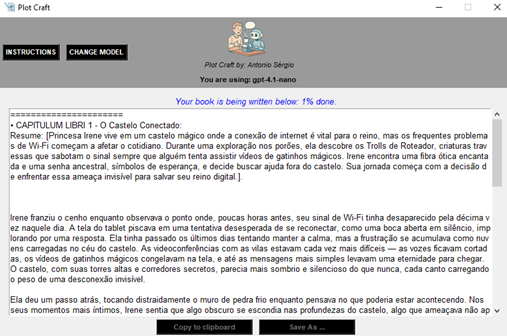 Plot Craft
INSTRUCTIONS
CHANGE MODEL
Plot Craft by: Antonio Sérgio
You are using: gpt-4.1-nano
Your book is being written below: 1% done.
======================
• CAPITULUM LIBRI 1 - O Castelo Conectado:
Resume: [Princesa Irene vive em um castelo mágico onde a conexão de internet é vital para o reino, mas os frequentes problema
s de Wi-Fi começam a afetar o cotidiano. Durante uma exploração nos porões, ela descobre os Trolls de Roteador, criaturas trav
essas que sabotam o sinal sempre que alguém tenta assistir vídeos de gatinhos mágicos. Irene encontra uma fibra ótica encanta
da e uma senha ancestral, símbolos de esperança, e decide buscar ajuda fora do castelo. Sua jornada começa com a decisão d
e enfrentar essa ameaça invisível para salvar seu reino digital.].
Irene franziu o cenho enquanto observava o ponto onde, poucas horas antes, seu sinal de Wi-Fi tinha desaparecido pela décima v
ez naquele dia. A tela do tablet piscava em uma tentativa desesperada de se reconectar, como uma boca aberta em silêncio, imp
lorando por uma resposta. Ela tinha passado os últimos dias tentando manter a calma, mas a frustração se acumulava como nuv
ens carregadas no céu do castelo. As videoconferências com as vilas estavam cada vez mais difíceis — as vozes ficavam cortad
as, os vídeos de gatinhos mágicos congelavam na tela, e até as mensagens mais simples levavam uma eternidade para chegar.
O castelo, com suas torres altas e corredores secretos, parecia mais sombrio e silencioso do que nunca, cada canto carregando
o peso de uma desconexão invisível.
Ela deu um passo atrás, tocando distraidamente o muro de pedra frio enquanto pensava no que poderia estar acontecendo. Nos
seus momentos mais íntimos, Irene sentia que algo obscuro se escondia nas profundezas do castelo, algo que ameaçava não ap
Copy to clipboard
Save As ...